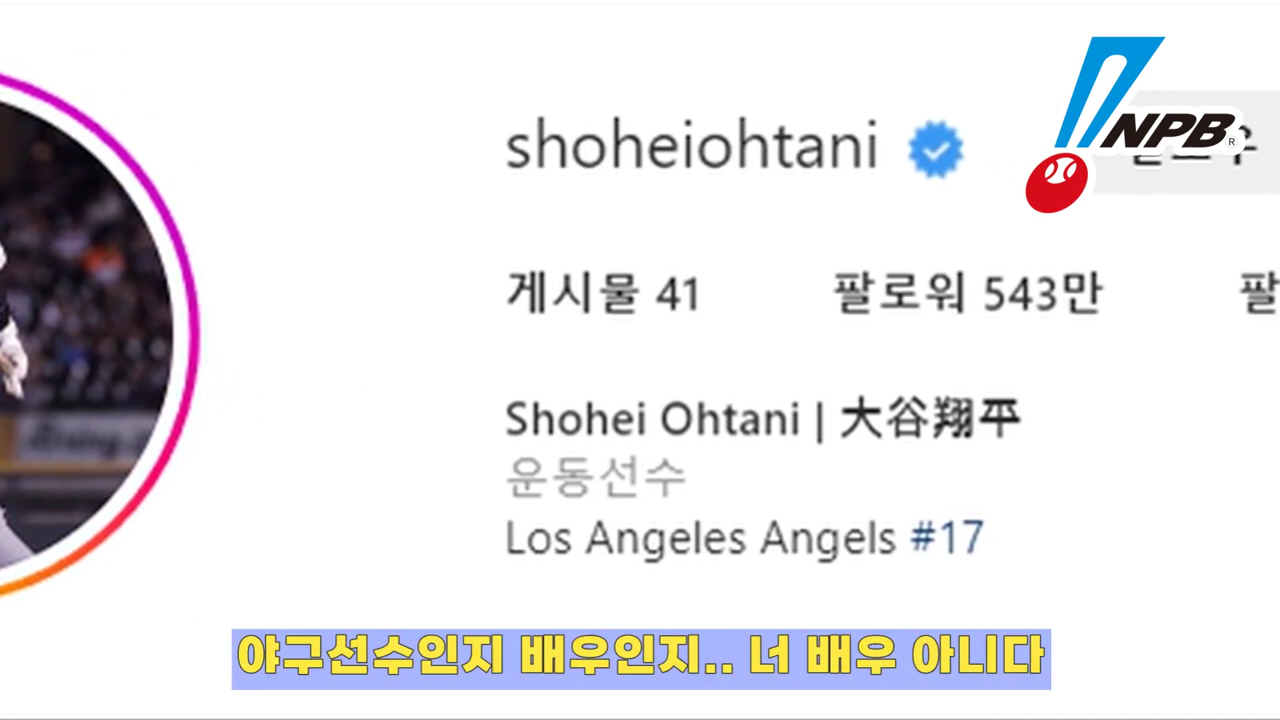 shoheiohtani
NPB®
게시물 41 팔로워 543만 팔
Shohei Ohtani | 大谷翔平
운동선수
Los Angeles Angels #17
야구선수인지 배우인지.. 너 배우 아니다